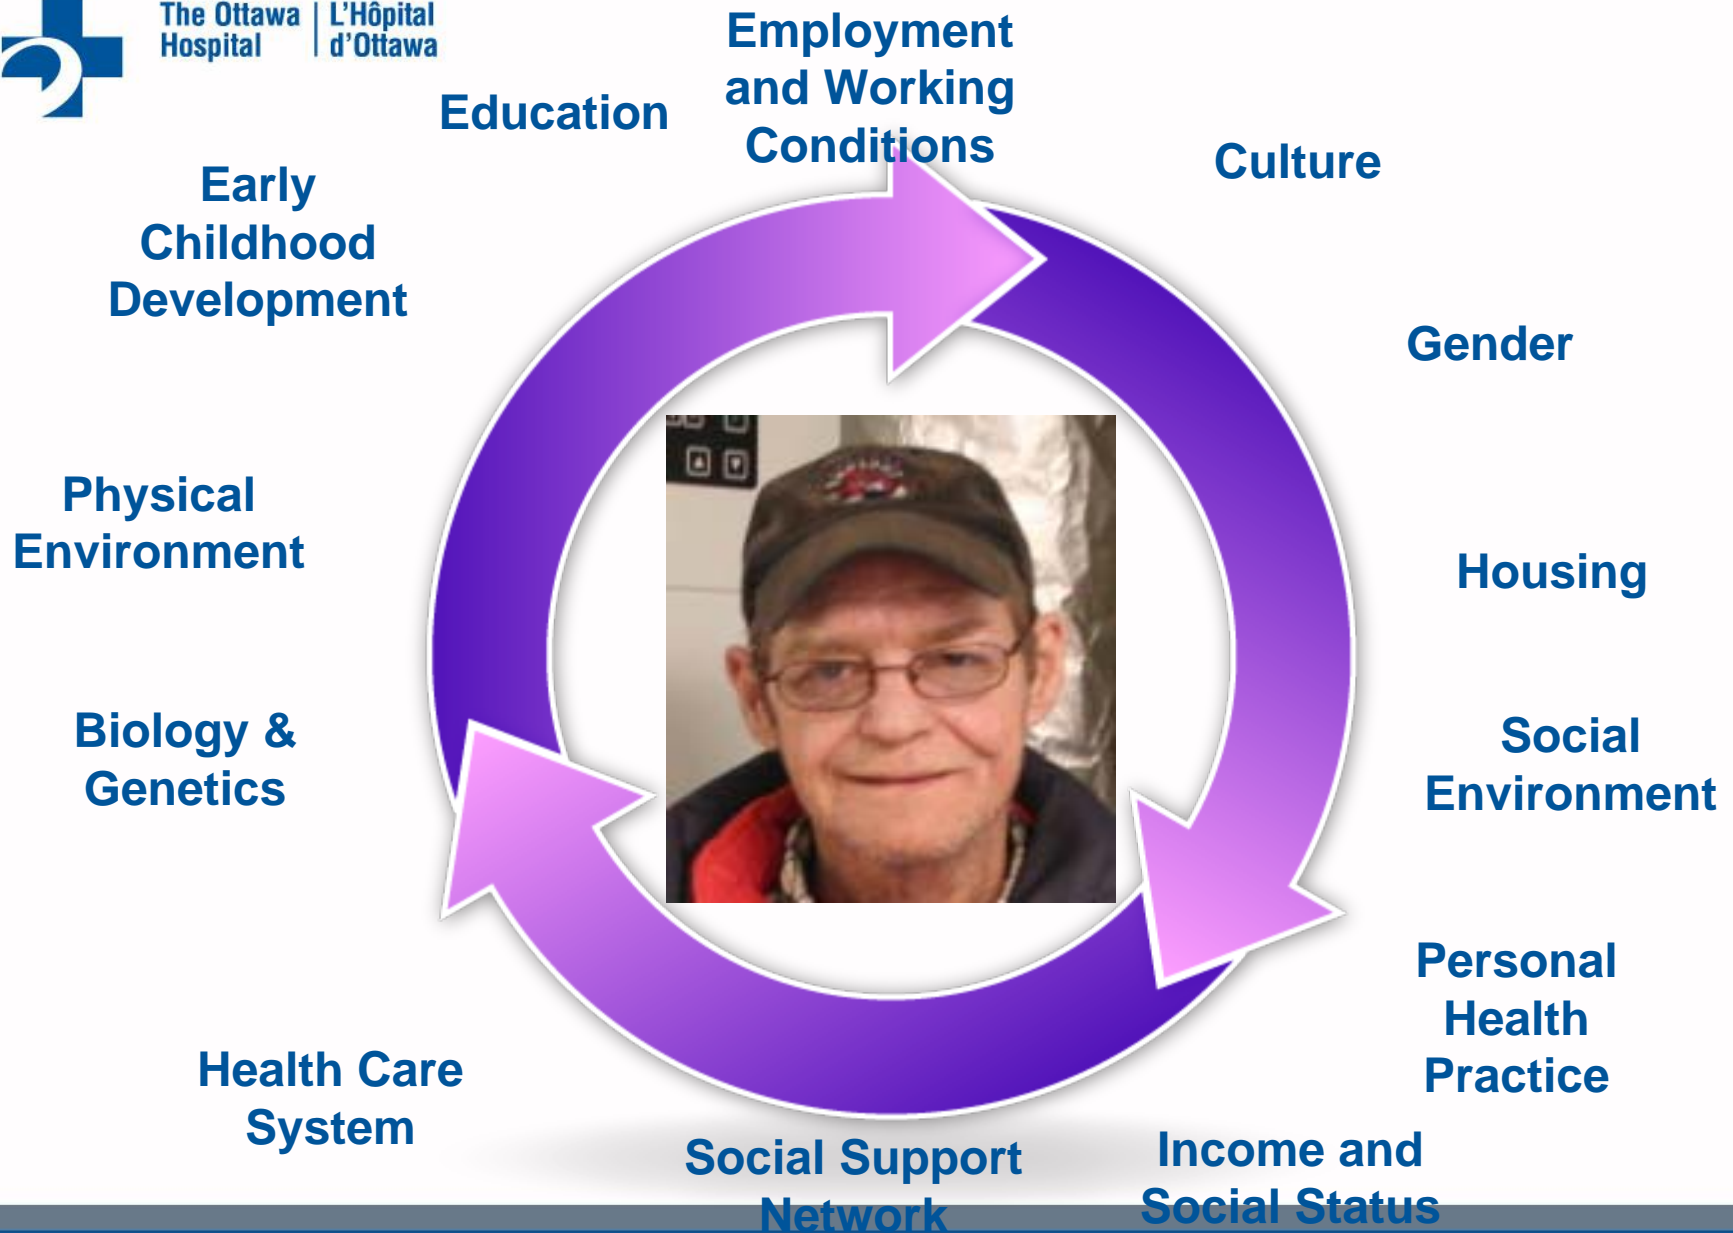 The Ottawa
Hospital
L'Hôpital
d'Ottawa
Employment
and Working
Conditions
Education
Culture
Early
Childhood
Development
Gender
Physical
Environment
Housing
Biology &
Genetics
Social
Environment
Personal
Health
Practice
Health Care
System
Social Support
Network
Income and
Social Status